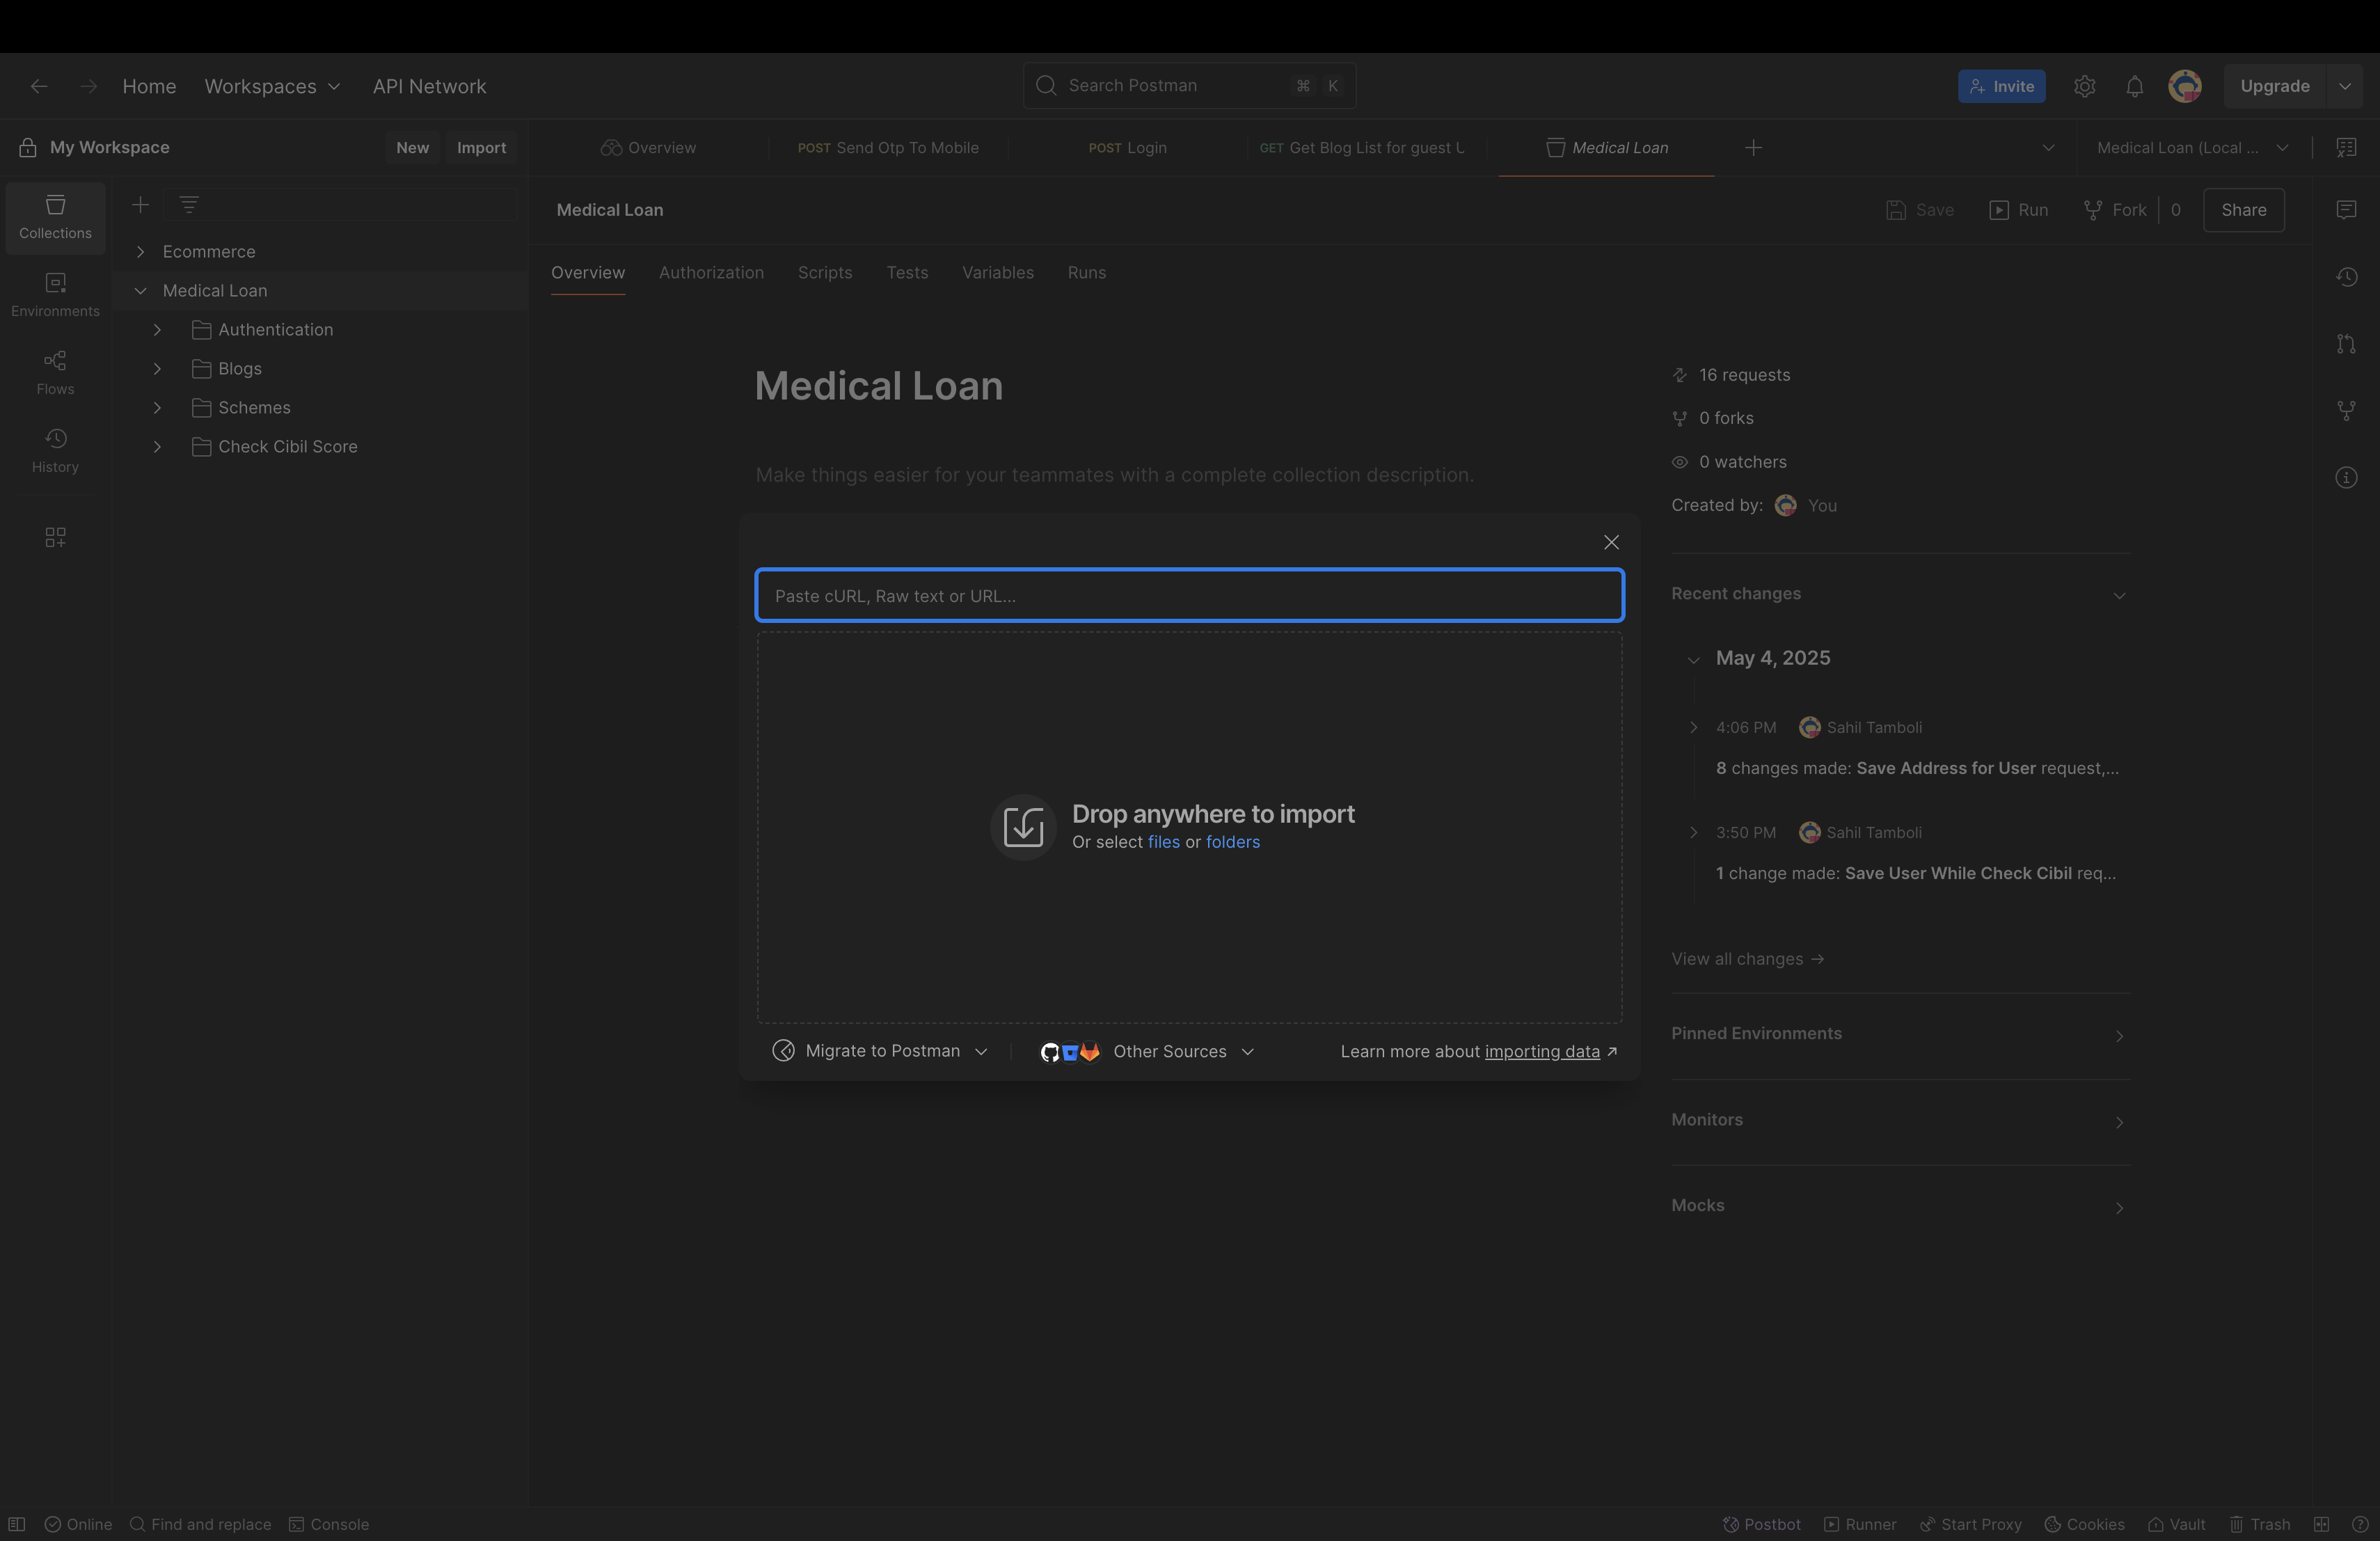 Home
Workspaces
API Network
Search Postman
⌘ K
Invite
Upgrade
My Workspace
New
Import
Overview
POST Send Otp To Mobile
POST Login
GET Get Blog List for guest U
Medical Loan
Medical Loan (Local ...
Collections
Environments
Flows
History
Ecommerce
Medical Loan
Authentication
Blogs
Schemes
Check Cibil Score
Medical Loan
Save
Run
Fork
0
Share
Overview
Authorization
Scripts
Tests
Variables
Runs
Medical Loan
Make things easier for your teammates with a complete collection description.
Paste cURL, Raw text or URL...
Drop anywhere to import
Or select files or folders
Migrate to Postman
Other Sources
Learn more about importing data
16 requests
0 forks
0 watchers
Created by: You
Recent changes
May 4, 2025
4:06 PM Sahil Tamboli
8 changes made: Save Address for User request,...
3:50 PM Sahil Tamboli
1 change made: Save User While Check Cibil req...
View all changes
Pinned Environments
Monitors
Mocks
Online
Find and replace
Console
Postbot
Runner
Start Proxy
Cookies
Vault
Trash